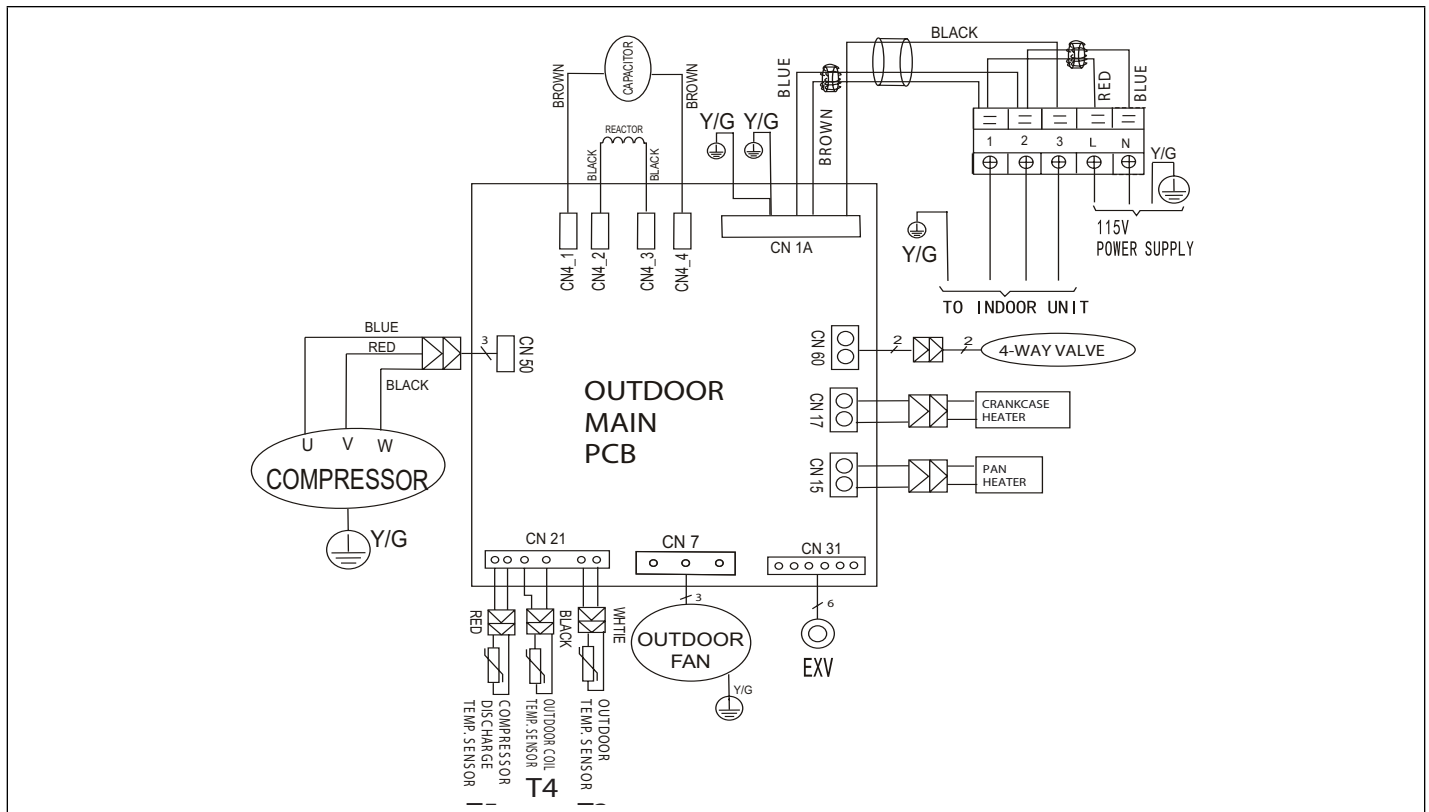 BLACK
BROWN
CAPACITOR
BROWN
BLUE
BROWN
RED
BLUE
REACTOR
BLACK
BLACK
Y/G
Y/G
1
2
3
L
N
Y/G
115V
POWER SUPPLY
CN4_1
CN4_2
CN4_3
CN4_4
CN 1A
Y/G
TO INDOOR UNIT
BLUE
RED
BLACK
3
CN 50
U
V
W
COMPRESSOR
Y/G
OUTDOOR
MAIN
PCB
CN 60
2
2
4-WAY VALVE
CN 17
CRANKCASE
HEATER
CN 15
PAN
HEATER
CN 21
CN 7
CN 31
RED
BLACK
WHTIE
3
OUTDOOR
FAN
Y/G
6
EXV
COMPRESSOR
DISCHARGE
TEMP. SENSOR
OUTDOOR COIL
TEMP. SENSOR
T4
OUTDOOR
TEMP. SENSOR